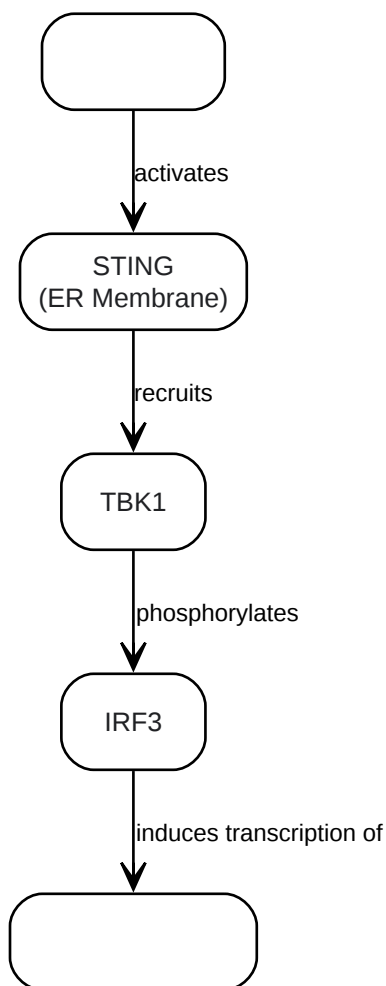 activates
STING
(ER Membrane)
recruits
TBK1
phosphorylates
IRF3
induces transcription of